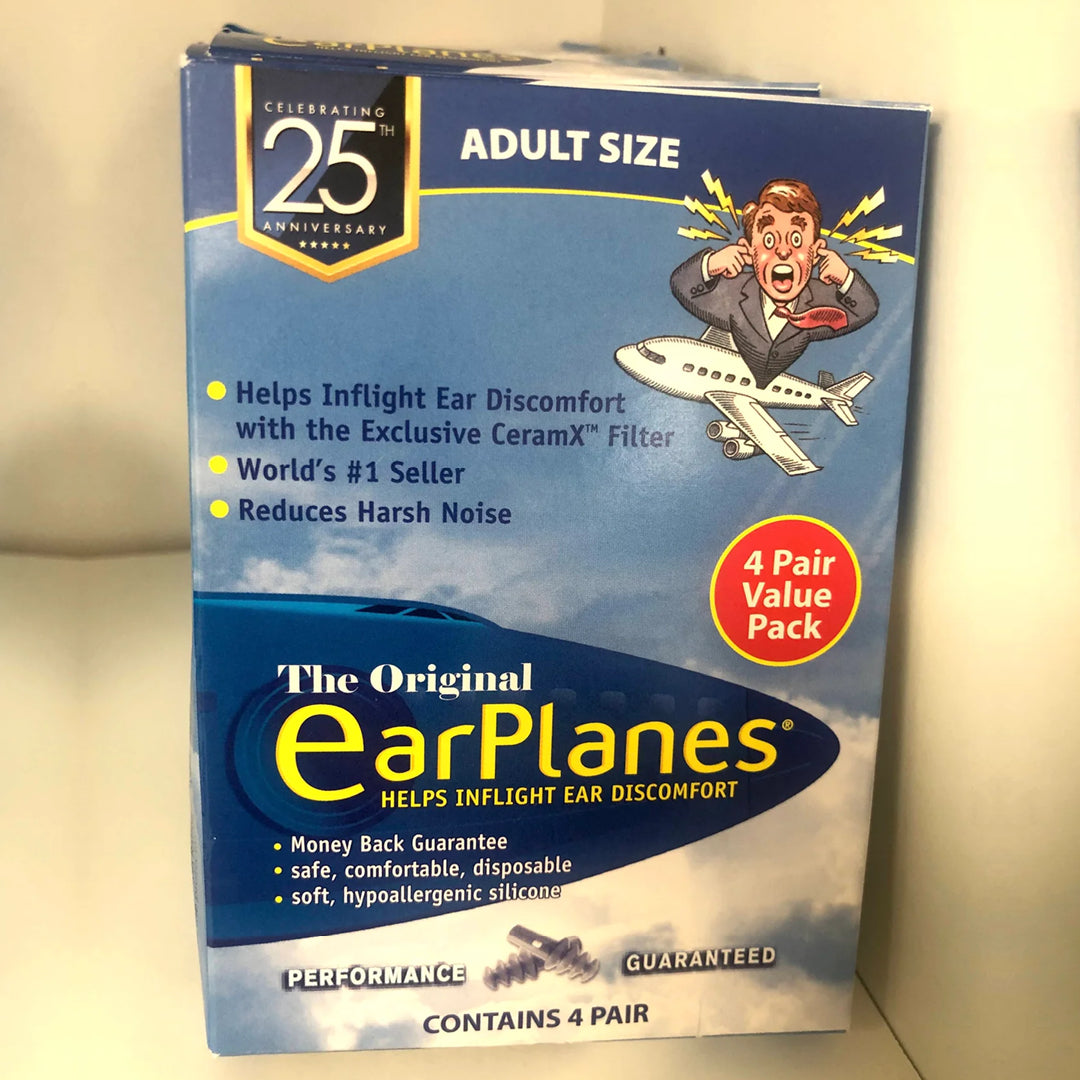 earPlanes
CELEBRATING
25TH
ANNIVERSARY
ADULT SIZE
Helps Inflight Ear Discomfort
with the Exclusive CeramX™ Filter
World's #1 Seller
Reduces Harsh Noise
4 Pair
Value
Pack
The Original
earPlanes®
HELPS INFLIGHT EAR DISCOMFORT
• Money Back Guarantee
• safe, comfortable, disposable
• soft, hypoallergenic silicone
PERFORMANCE GUARANTEED
CONTAINS 4 PAIR